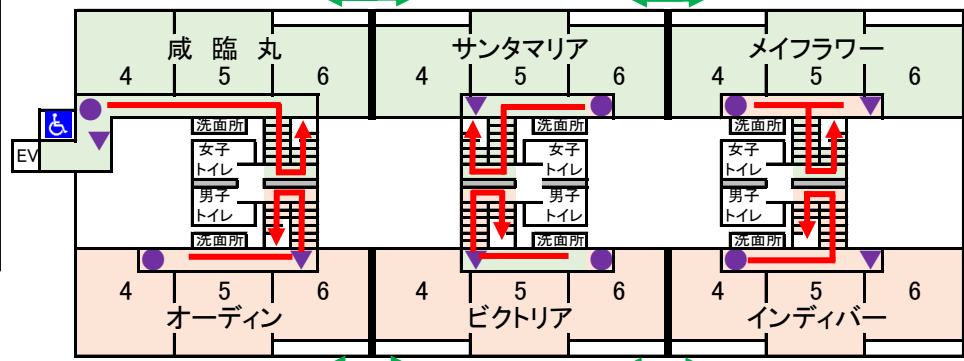 咸臨丸
サンタマリア
メイフラワー
4 5 6
4 5 6
4 5 6
EV
洗面所
洗面所
洗面所
女子
トイレ
女子
トイレ
女子
トイレ
男子
トイレ
男子
トイレ
男子
トイレ
洗面所
洗面所
洗面所
4 5 6
4 5 6
4 5 6
オーディン
ビクトリア
インディバー